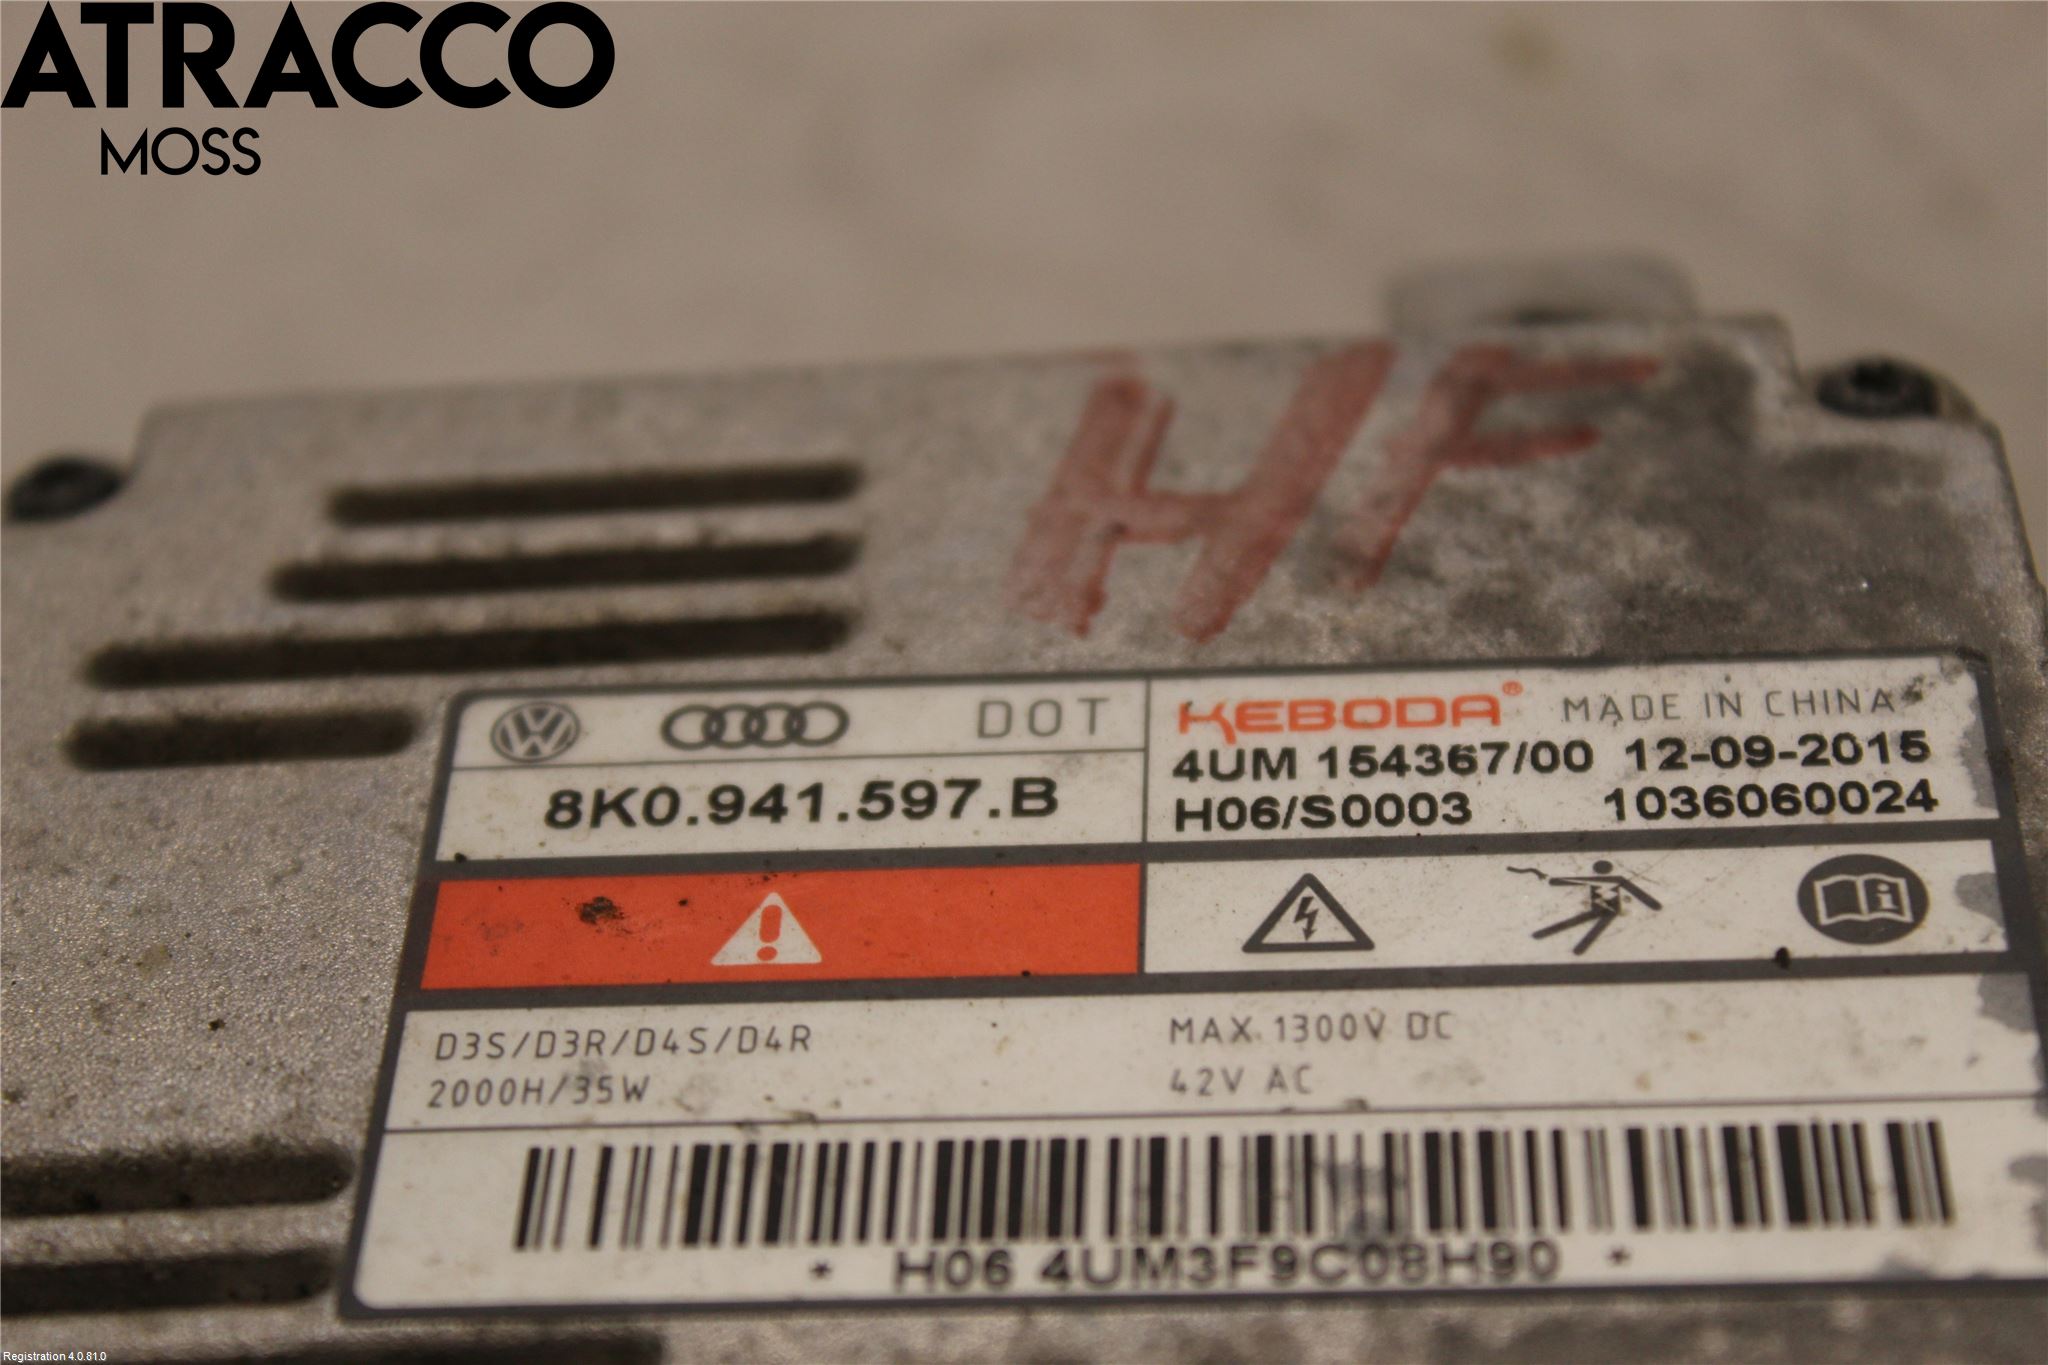 ATRACCO
MOSS
HF
DOT
8K0.941.597.B
KEBODA® MADE IN CHINA
4UM 154367/00 12-09-2015
H06/S0003 1036060024
D3S/D3R/D4S/D4R
2000H/35W
MAX 1300V DC
42V AC
* H06 4UM3F9C08H90 *
Registration 4.0.81.0